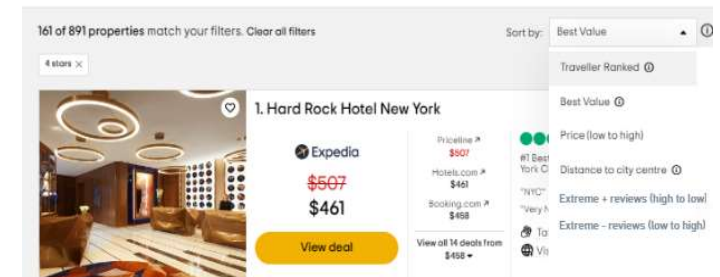 161 of 891 properties match your filters. Clear all filters
Sort by: Best Value
4 stars ×
Traveller Ranked
Best Value
Price (low to high)
Distance to city centre
Extreme + reviews (high to low)
Extreme - reviews (low to high)
1. Hard Rock Hotel New York
Expedia
$507
$461
View deal
Priceline
$507
Hotels.com
$461
Booking.com
$458
View all 14 deals from
$458
#1 Best
York C
"NYC"
"Very N
Ta
Vis